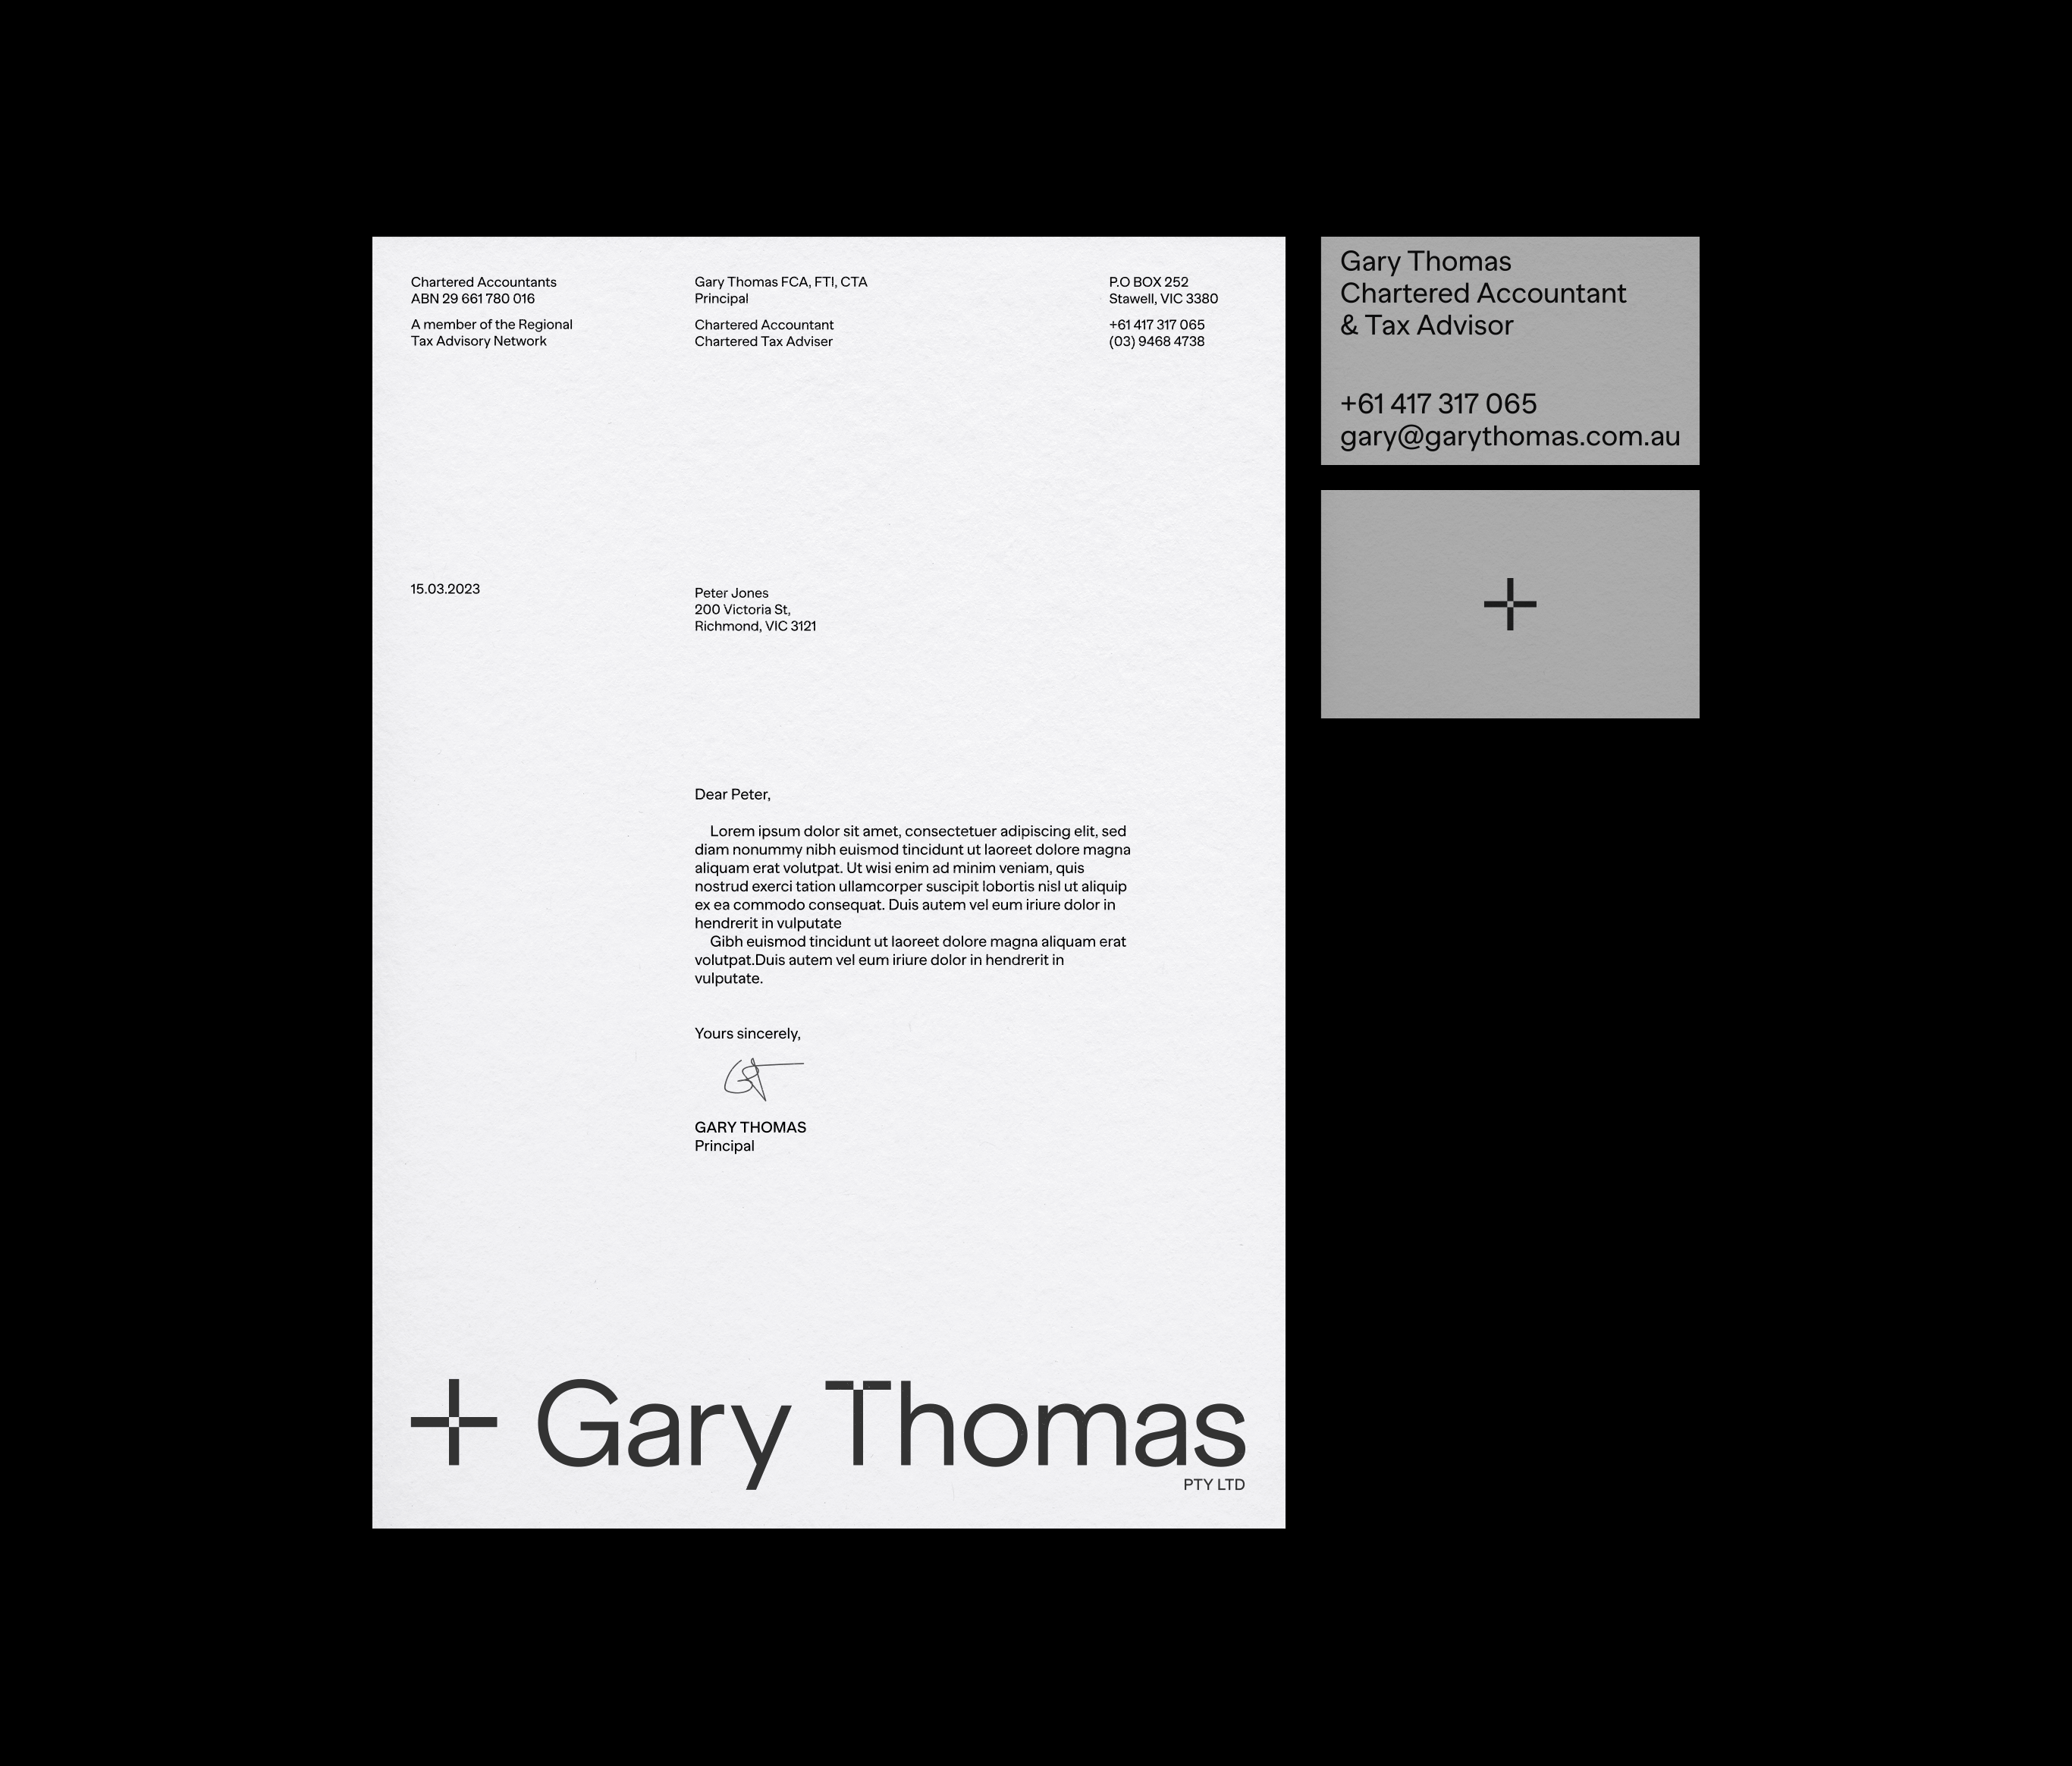 Chartered Accountants
ABN 29 661 780 016
A member of the Regional
Tax Advisory Network
Gary Thomas FCA, FTI, CTA
Principal
Chartered Accountant
Chartered Tax Adviser
P.O BOX 252
Stawell, VIC 3380
+61 417 317 065
(03) 9468 4738
15.03.2023
Peter Jones
200 Victoria St,
Richmond, VIC 3121
Dear Peter,
Lorem ipsum dolor sit amet, consectetuer adipiscing elit, sed
diam nonummy nibh euismod tincidunt ut laoreet dolore magna
aliquam erat volutpat. Ut wisi enim ad minim veniam, quis
nostrud exerci tation ullamcorper suscipit lobortis nisl ut aliquip
ex ea commodo consequat. Duis autem vel eum iriure dolor in
hendrerit in vulputate
Gibh euismod tincidunt ut laoreet dolore magna aliquam erat
volutpat.Duis autem vel eum iriure dolor in hendrerit in
vulputate.
Yours sincerely,
GARY THOMAS
Principal
Gary Thomas
PTY LTD
Gary Thomas
Chartered Accountant
& Tax Advisor
+61 417 317 065
gary@garythomas.com.au